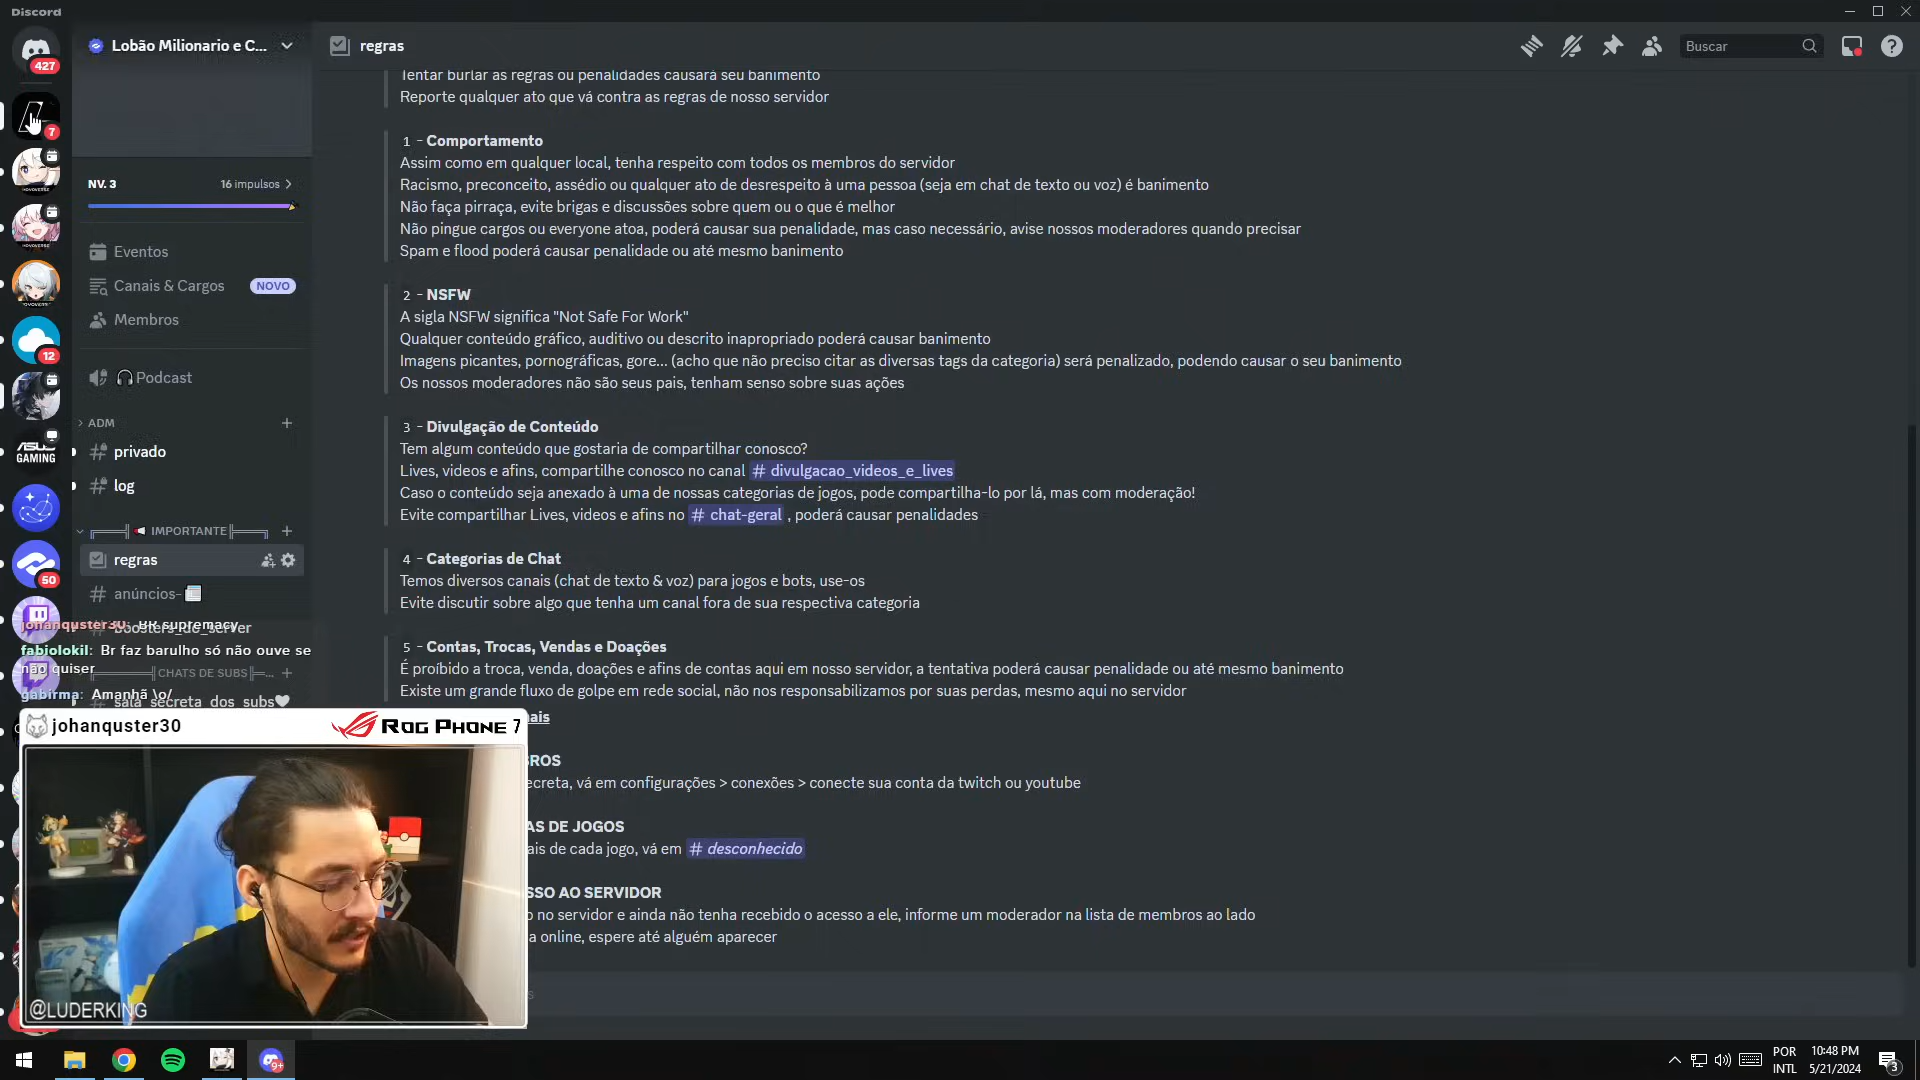 Discord
427
Lobão Milionario e C...
regras
Buscar
7
NV. 3
16 impulsos
Eventos
Canais & Cargos
NOVO
Membros
12
Podcast
ADM
ASUS
GAMING
privado
log
IMPORTANTE
regras
50
anúncios-
boosters_do_server
johanquster30: BR supremacy
fabiolokil: Br faz barulho só não ouve se
não quiser
CHATS DE SUBS
gabirma: Amanhã \o/
sala_secreta_dos_subs
Tentar burlar as regras ou penalidades causará seu banimento
Reporte qualquer ato que vá contra as regras de nosso servidor
1 - Comportamento
Assim como em qualquer local, tenha respeito com todos os membros do servidor
Racismo, preconceito, assédio ou qualquer ato de desrespeito à uma pessoa (seja em chat de texto ou voz) é banimento
Não faça pirraça, evite brigas e discussões sobre quem ou o que é melhor
Não pingue cargos ou everyone atoa, poderá causar sua penalidade, mas caso necessário, avise nossos moderadores quando precisar
Spam e flood poderá causar penalidade ou até mesmo banimento
2 - NSFW
A sigla NSFW significa "Not Safe For Work"
Qualquer conteúdo gráfico, auditivo ou descrito inapropriado poderá causar banimento
Imagens picantes, pornográficas, gore... (acho que não preciso citar as diversas tags da categoria) será penalizado, podendo causar o seu banimento
Os nossos moderadores não são seus pais, tenham senso sobre suas ações
3 - Divulgação de Conteúdo
Tem algum conteúdo que gostaria de compartilhar conosco?
Lives, videos e afins, compartilhe conosco no canal # divulgacao_videos_e_lives
Caso o conteúdo seja anexado à uma de nossas categorias de jogos, pode compartilha-lo por lá, mas com moderação!
Evite compartilhar Lives, videos e afins no # chat-geral , poderá causar penalidades
4 - Categorias de Chat
Temos diversos canais (chat de texto & voz) para jogos e bots, use-os
Evite discutir sobre algo que tenha um canal fora de sua respectiva categoria
5 - Contas, Trocas, Vendas e Doações
É proíbido a troca, venda, doações e afins de contas aqui em nosso servidor, a tentativa poderá causar penalidade ou até mesmo banimento
Existe um grande fluxo de golpe em rede social, não nos responsabilizamos por suas perdas, mesmo aqui no servidor
ais
BROS
ecreta, vá em configurações > conexões > conecte sua conta da twitch ou youtube
AS DE JOGOS
ais de cada jogo, vá em # desconhecido
SSO AO SERVIDOR
o no servidor e ainda não tenha recebido o acesso a ele, informe um moderador na lista de membros ao lado
a online, espere até alguém aparecer
johanquster30
ROG PHONE 7
@LUDERKING
9+
POR
INTL
10:48 PM
5/21/2024
3